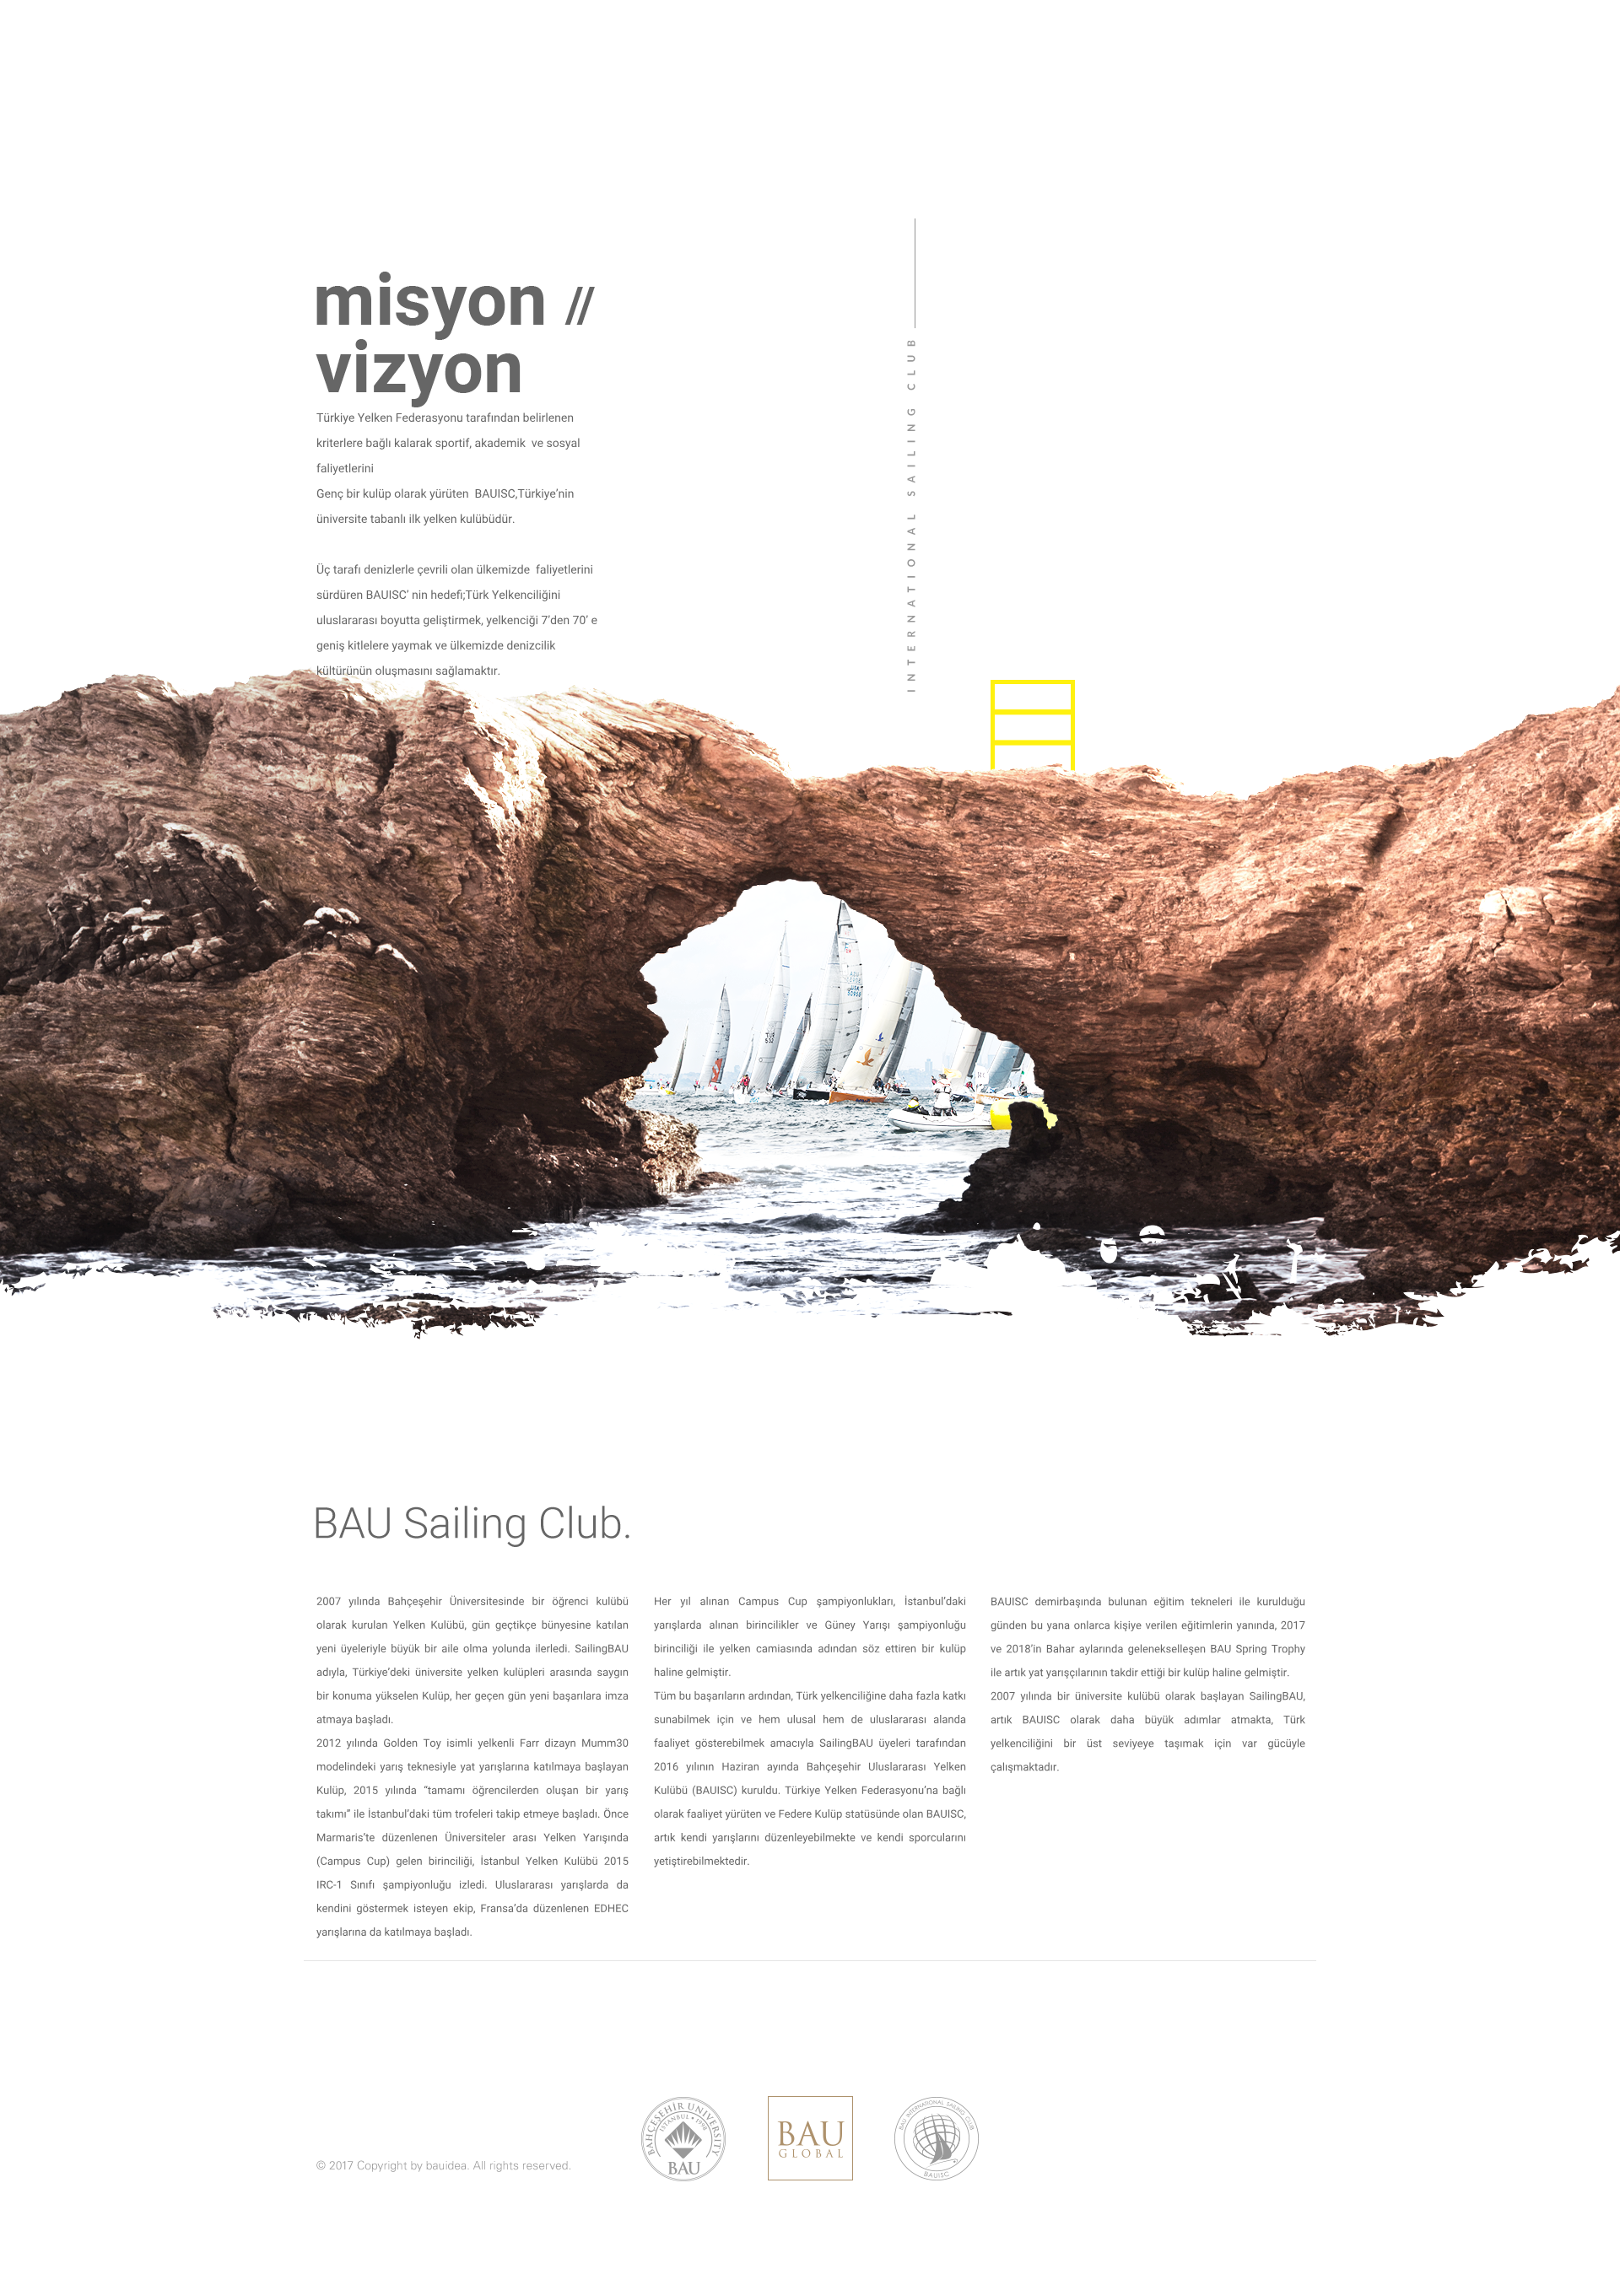 misyon //
vizyon
Türkiye Yelken Federasyonu tarafından belirlenen
kriterlere bağlı kalarak sportif, akademik  ve sosyal
faliyetlerini
Genç bir kulüp olarak yürüten  BAUISC,Türkiye’nin
üniversite tabanlı ilk yelken kulübüdür.
Üç tarafı denizlerle çevrili olan ülkemizde  faliyetlerini
sürdüren BAUISC’ nin hedefi;Türk Yelkenciliğini
uluslararası boyutta geliştirmek, yelkenciği 7’den 70’ e
geniş kitlelere yaymak ve ülkemizde denizcilik
kültürünün oluşmasını sağlamaktır.
INTERNATIONAL SAILING CLUB
BAU Sailing Club.
2007 yılında Bahçeşehir Üniversitesinde bir öğrenci kulübü
olarak kurulan Yelken Kulübü, gün geçtikçe bünyesine katılan
yeni üyeleriyle büyük bir aile olma yolunda ilerledi. SailingBAU
adıyla, Türkiye’deki üniversite yelken kulüpleri arasında saygın
bir konuma yükselen Kulüp, her geçen gün yeni başarılara imza
atmaya başladı.
2012 yılında Golden Toy isimli yelkenli Farr dizayn Mumm30
modelindeki yarış teknesiyle yat yarışlarına katılmaya başlayan
Kulüp, 2015 yılında “tamamı öğrencilerden oluşan bir yarış
takımı” ile İstanbul’daki tüm trofeleri takip etmeye başladı. Önce
Marmaris’te düzenlenen Üniversiteler arası Yelken Yarışında
(Campus Cup) gelen birinciliği, İstanbul Yelken Kulübü 2015
IRC-1 Sınıfı şampiyonluğu izledi. Uluslararası yarışlarda da
kendini göstermek isteyen ekip, Fransa’da düzenlenen EDHEC
yarışlarına da katılmaya başladı.
Her yıl alınan Campus Cup şampiyonlukları, İstanbul’daki
yarışlarda alınan birincilikler ve Güney Yarışı şampiyonluğu
birinciliği ile yelken camiasında adından söz ettiren bir kulüp
haline gelmiştir.
Tüm bu başarıların ardından, Türk yelkenciliğine daha fazla katkı
sunabilmek için ve hem ulusal hem de uluslararası alanda
faaliyet gösterebilmek amacıyla SailingBAU üyeleri tarafından
2016 yılının Haziran ayında Bahçeşehir Uluslararası Yelken
Kulübü (BAUISC) kuruldu. Türkiye Yelken Federasyonu’na bağlı
olarak faaliyet yürüten ve Federe Kulüp statüsünde olan BAUISC,
artık kendi yarışlarını düzenleyebilmekte ve kendi sporcularını
yetiştirebilmektedir.
BAUISC demirbaşında bulunan eğitim tekneleri ile kurulduğu
günden bu yana onlarca kişiye verilen eğitimlerin yanında, 2017
ve 2018’in Bahar aylarında gelenekselleşen BAU Spring Trophy
ile artık yat yarışçılarının takdir ettiği bir kulüp haline gelmiştir.
2007 yılında bir üniversite kulübü olarak başlayan SailingBAU,
artık BAUISC olarak daha büyük adımlar atmakta, Türk
yelkenciliğini bir üst seviyeye taşımak için var gücüyle
çalışmaktadır.
© 2017 Copyright by bauidea. All rights reserved.
BAHÇEŞEHİR UNIVERSITY
İSTANBUL • 1998
BAU
BAU
GLOBAL
BAU INTERNATIONAL SAILING CLUB
BAUISC